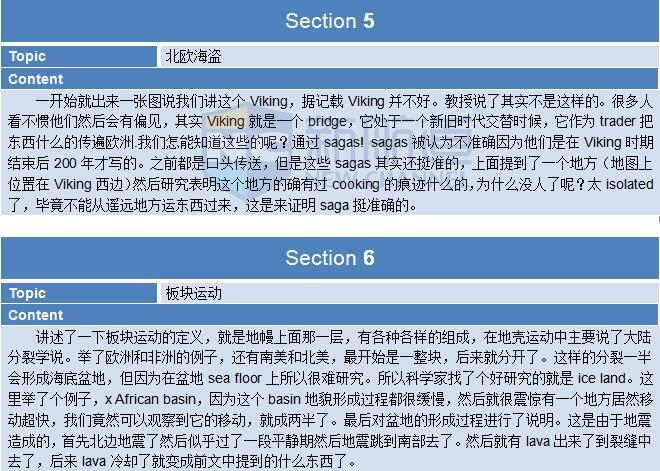 Section 5
Topic 北欧海盗
Content
一开始就出来一张图说我们讲这个 Viking，据记载 Viking 并不好。教授说了其实不是这样的。很多人
看不惯他们然后会有偏见，其实 Viking 就是一个 bridge，它处于一个新旧时代交替时候，它作为 trader 把
东西什么的传遍欧洲.我们怎能知道这些的呢？通过 sagas！sagas 被认为不准确因为他们是在 Viking 时期
结束后 200 年才写的。之前都是口头传送，但是这些 sagas 其实还挺准的，上面提到了一个地方（地图上
位置在 Viking 西边）然后研究表明这个地方的确有过 cooking 的痕迹什么的，为什么没人了呢？太 isolated
了，毕竟不能从遥远地方运东西过来，这是来证明 saga 挺准确的。
Section 6
Topic 板块运动
Content
讲述了一下板块运动的定义，就是地幔上面那一层，有各种各样的组成，在地壳运动中主要说了大陆
分裂学说。举了欧洲和非洲的例子，还有南美和北美，最开始是一整块，后来就分开了。这样的分裂一半
会形成海底盆地，但因为在盆地 sea floor 上所以很难研究。所以科学家找了个好研究的就是 ice land。这
里举了个例子，x African basin，因为这个 basin 地貌形成过程都很缓慢，然后就很震惊有一个地方居然移
动超快，我们竟然可以观察到它的移动，就成两半了。最后对盆地的形成过程进行了说明。这是由于地震
造成的，首先北边地震了然后似乎过了一段平静期然后地震跳到南部去了。然后就有 lava 出来了到裂缝中
去了，后来 lava 冷却了就变成前文中提到的什么东西了。